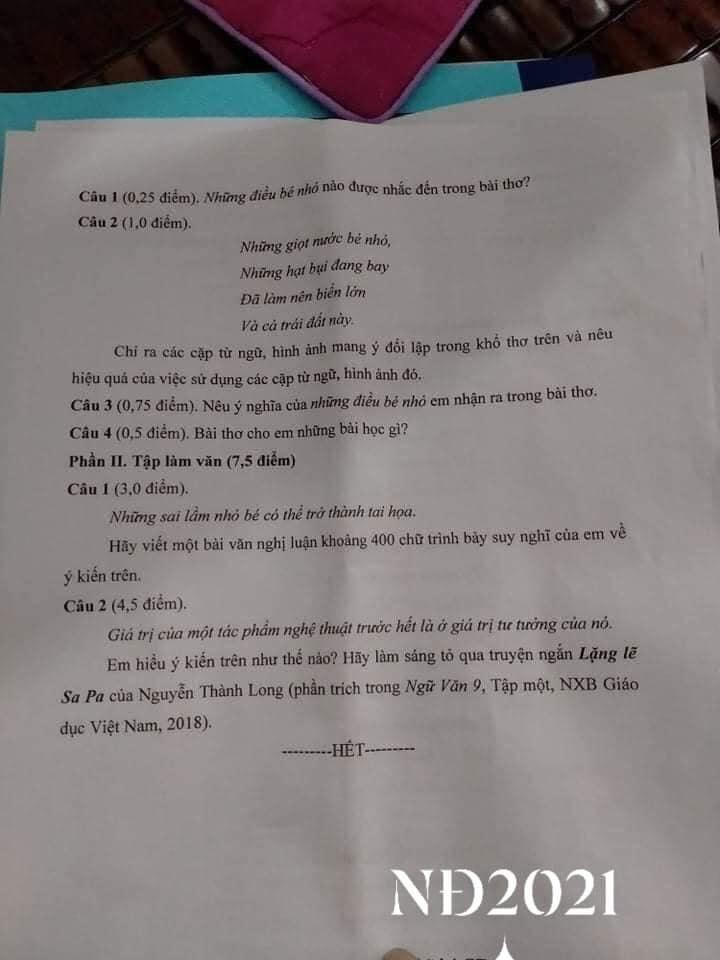 Câu 1 (0,25 điểm). Những điều bé nhỏ nào được nhắc đến trong bài thơ?
Câu 2 (1,0 điểm).
Những giọt nước bé nhỏ,
Những hạt bụi đang bay
Đã làm nên biển lớn
Và cả trái đất này.
Chỉ ra các cặp từ ngữ, hình ảnh mang ý đối lập trong khổ thơ trên và nêu
hiệu quả của việc sử dụng các cặp từ ngữ, hình ảnh đó.
Câu 3 (0,75 điểm). Nêu ý nghĩa của những điều bé nhỏ em nhận ra trong bài thơ.
Câu 4 (0,5 điểm). Bài thơ cho em những bài học gì?
Phần II. Tập làm văn (7,5 điểm)
Câu 1 (3,0 điểm).
Những sai lầm nhỏ bé có thể trở thành tai họa.
Hãy viết một bài văn nghị luận khoảng 400 chữ trình bày suy nghĩ của em về
ý kiến trên.
Câu 2 (4,5 điểm).
Giá trị của một tác phẩm nghệ thuật trước hết là ở giá trị tư tưởng của nó.
Em hiểu ý kiến trên như thế nào? Hãy làm sáng tỏ qua truyện ngắn Lặng lẽ
Sa Pa của Nguyễn Thành Long (phần trích trong Ngữ Văn 9, Tập một, NXB Giáo
dục Việt Nam, 2018).
---------HẾT---------
NĐ2021